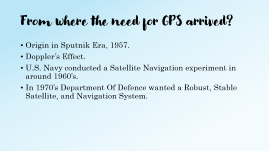 From where the need for GPS arrived?
• Origin in Sputnik Era, 1957.
• Doppler's Effect.
• U.S. Navy conducted a Satellite Navigation experiment in
around 1960's.
• In 1970's Department Of Defence wanted a Robust, Stable
Satellite, and Navigation System.